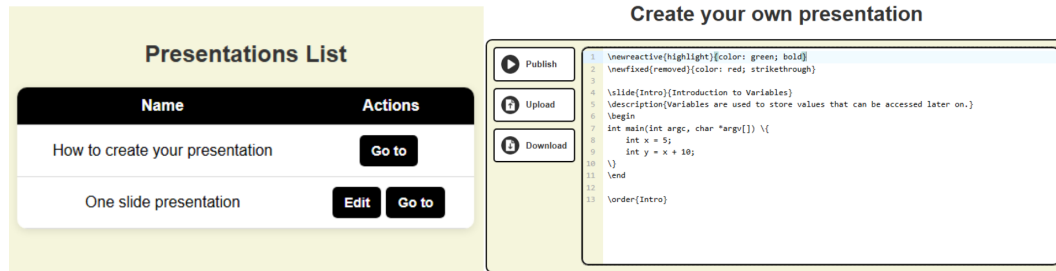 Presentations List
Name Actions
How to create your presentation Go to
One slide presentation Edit Go to
Create your own presentation
Publish
Upload
Download
1 \newreactive{highlight}{color: green; bold}
2 \newfixed{removed}{color: red; strikethrough}
3
4 \slide{Intro}{Introduction to Variables}
5 \description{Variables are used to store values that can be accessed later on.}
6 \begin
7 int main(int argc, char *argv[]) \{
8     int x = 5;
9     int y = x + 10;
10 \}
11 \end
12
13 \order{Intro}